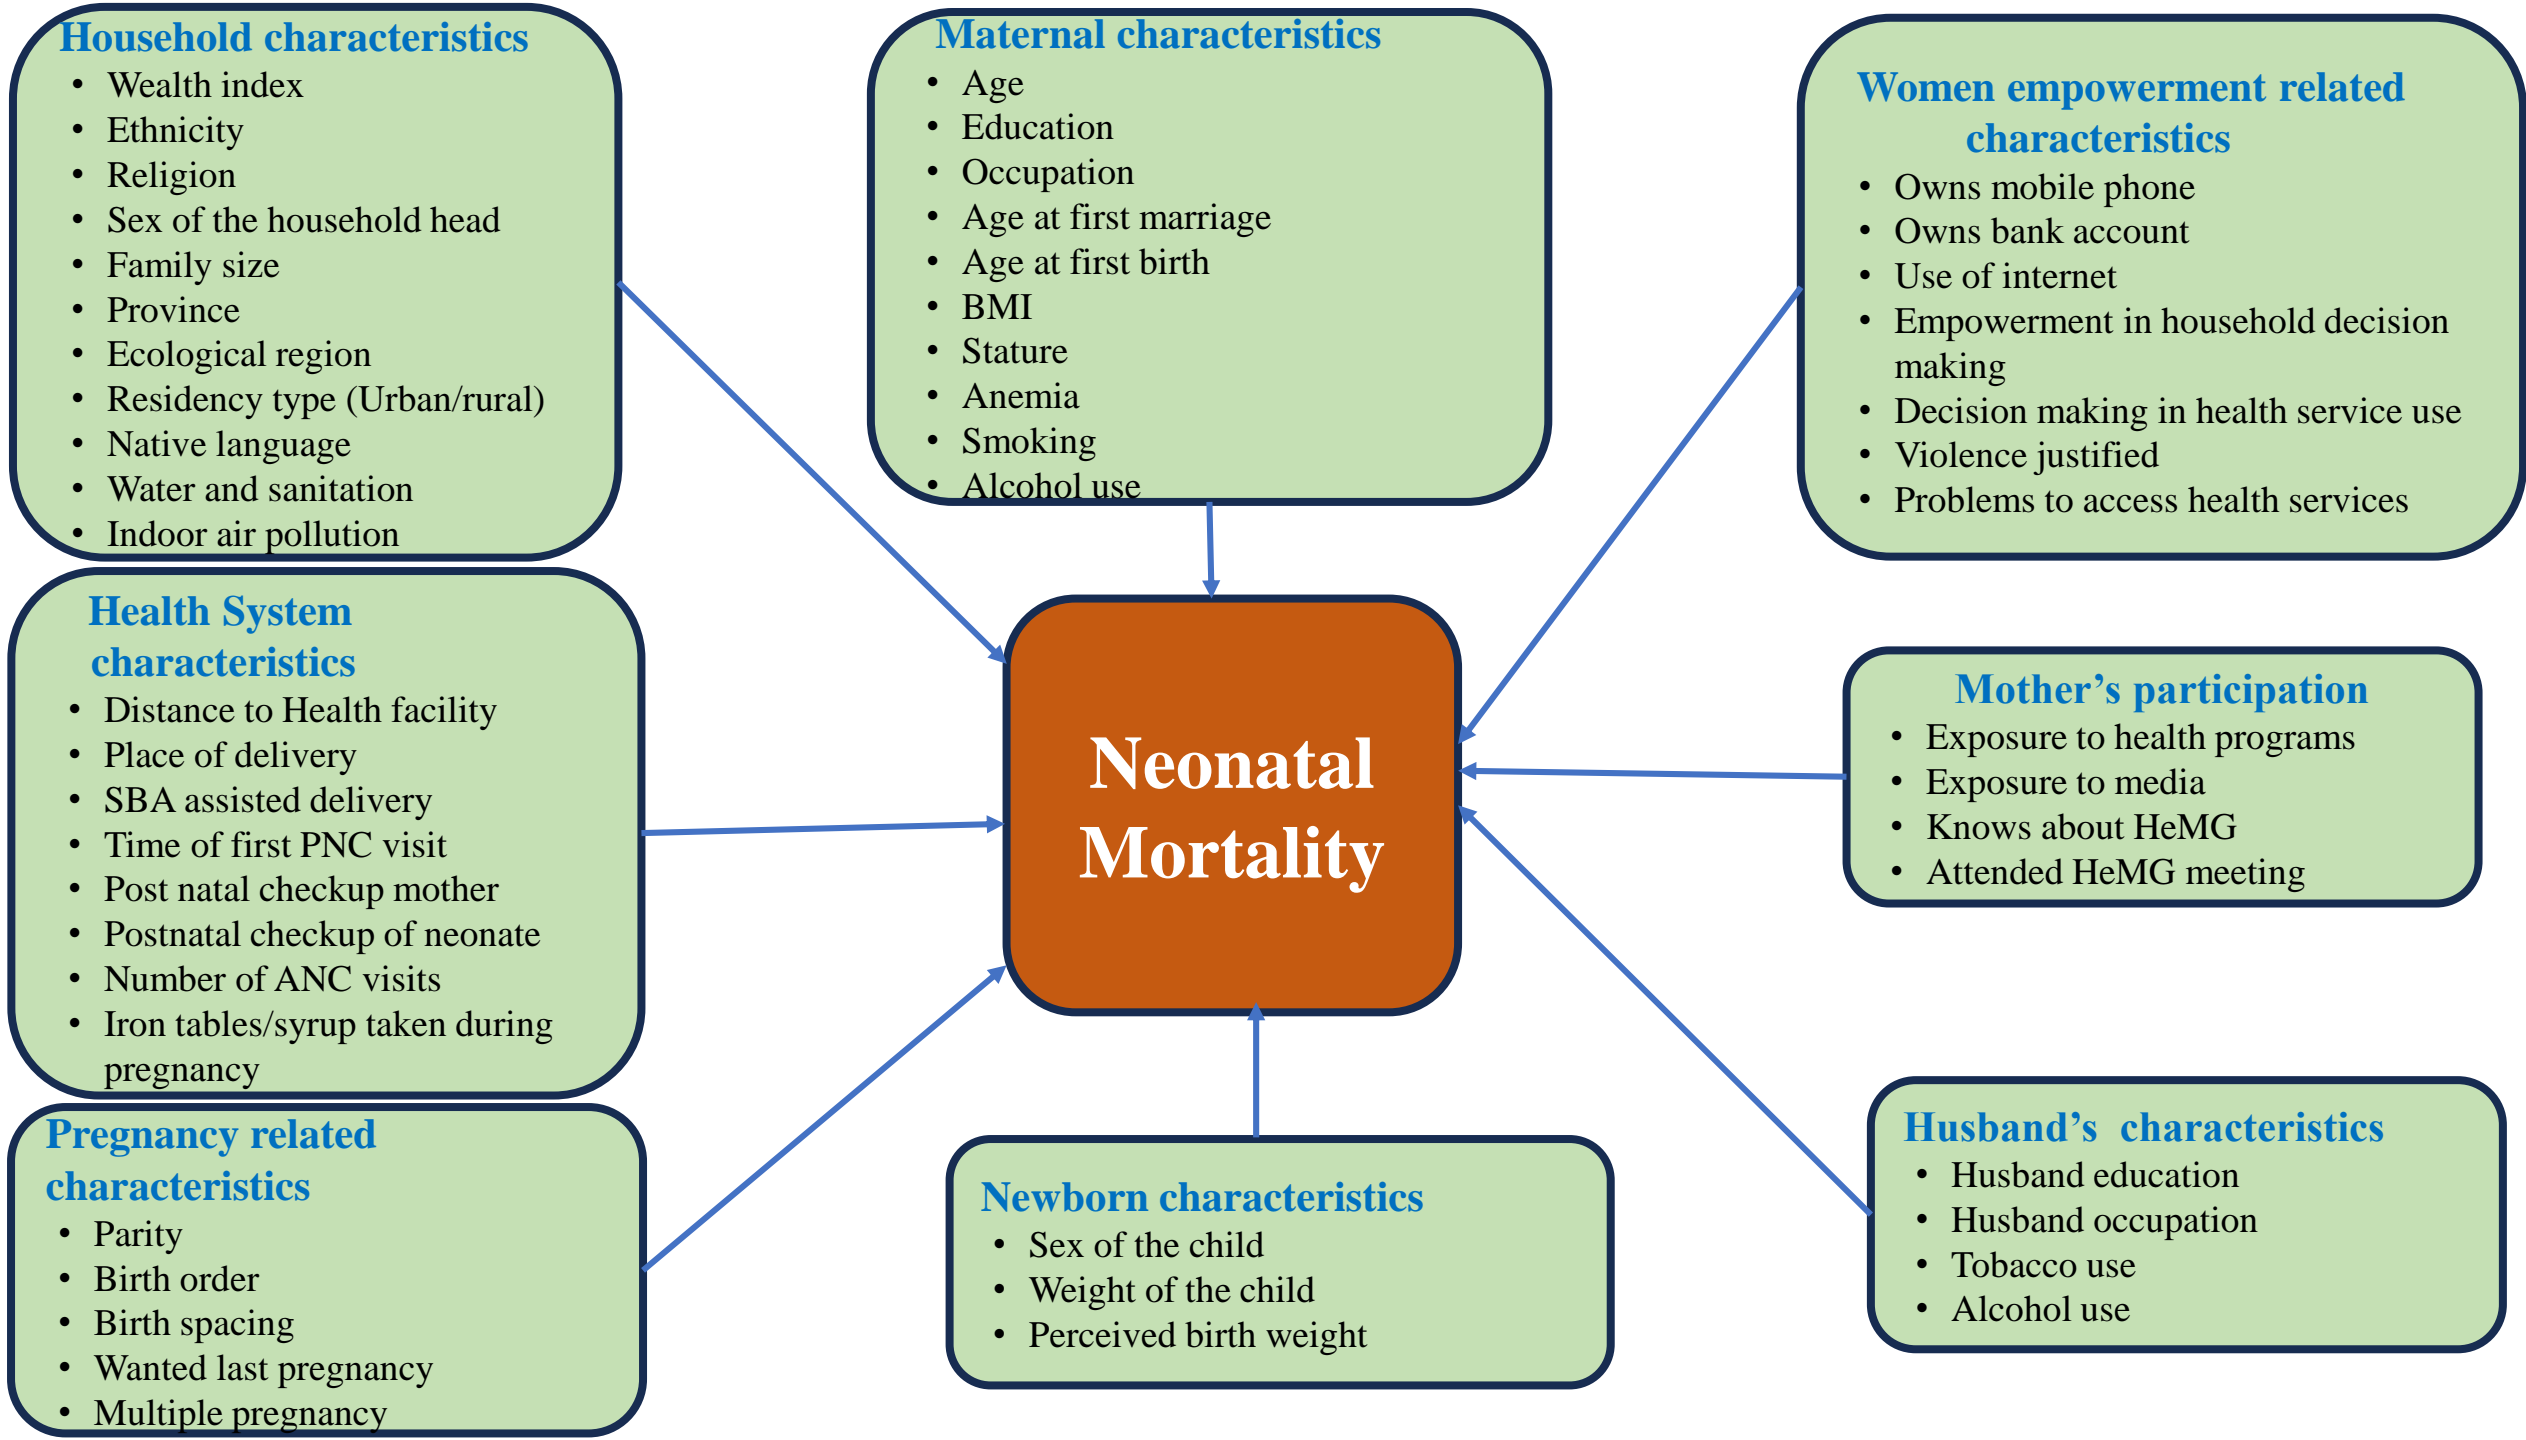 Household characteristics
• Wealth index
• Ethnicity
• Religion
• Sex of the household head
• Family size
• Province
• Ecological region
• Residency type (Urban/rural)
• Native language
• Water and sanitation
• Indoor air pollution
Maternal characteristics
• Age
• Education
• Occupation
• Age at first marriage
• Age at first birth
• BMI
• Stature
• Anemia
• Smoking
• Alcohol use
Women empowerment related
characteristics
• Owns mobile phone
• Owns bank account
• Use of internet
• Empowerment in household decision
making
• Decision making in health service use
• Violence justified
• Problems to access health services
Health System
characteristics
• Distance to Health facility
• Place of delivery
• SBA assisted delivery
• Time of first PNC visit
• Post natal checkup mother
• Postnatal checkup of neonate
• Number of ANC visits
• Iron tables/syrup taken during
pregnancy
Neonatal
Mortality
Mother’s participation
• Exposure to health programs
• Exposure to media
• Knows about HeMG
• Attended HeMG meeting
Pregnancy related
characteristics
• Parity
• Birth order
• Birth spacing
• Wanted last pregnancy
• Multiple pregnancy
Newborn characteristics
• Sex of the child
• Weight of the child
• Perceived birth weight
Husband’s  characteristics
• Husband education
• Husband occupation
• Tobacco use
• Alcohol use